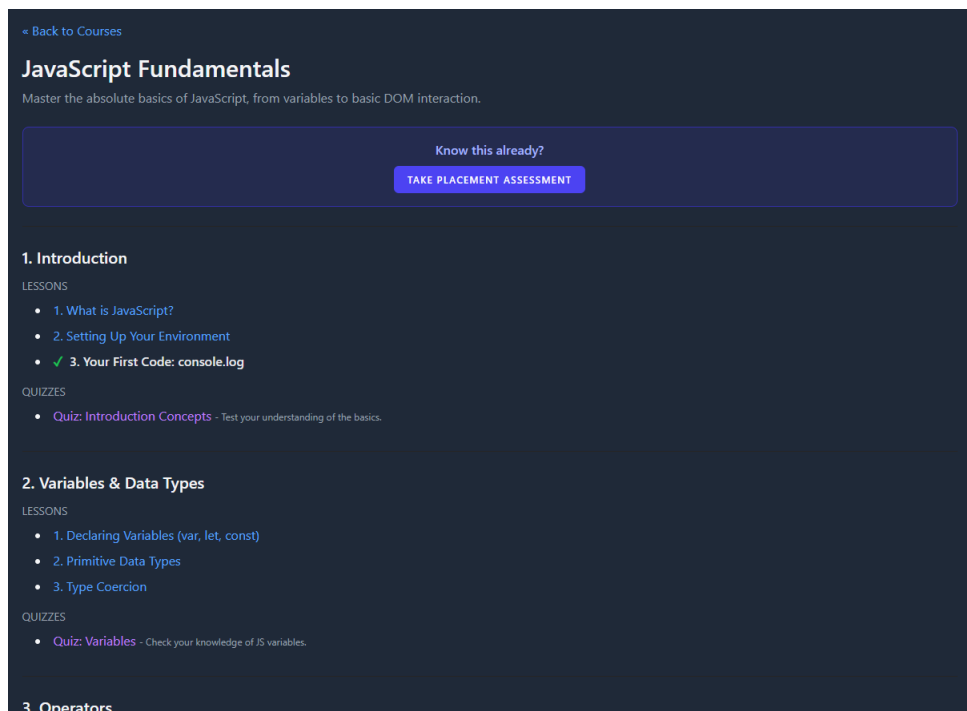 « Back to Courses
JavaScript Fundamentals
Master the absolute basics of JavaScript, from variables to basic DOM interaction.
Know this already?
TAKE PLACEMENT ASSESSMENT
1. Introduction
LESSONS
1. What is JavaScript?
2. Setting Up Your Environment
✓ 3. Your First Code: console.log
QUIZZES
Quiz: Introduction Concepts - Test your understanding of the basics.
2. Variables & Data Types
LESSONS
1. Declaring Variables (var, let, const)
2. Primitive Data Types
3. Type Coercion
QUIZZES
Quiz: Variables - Check your knowledge of JS variables.
3. Operators